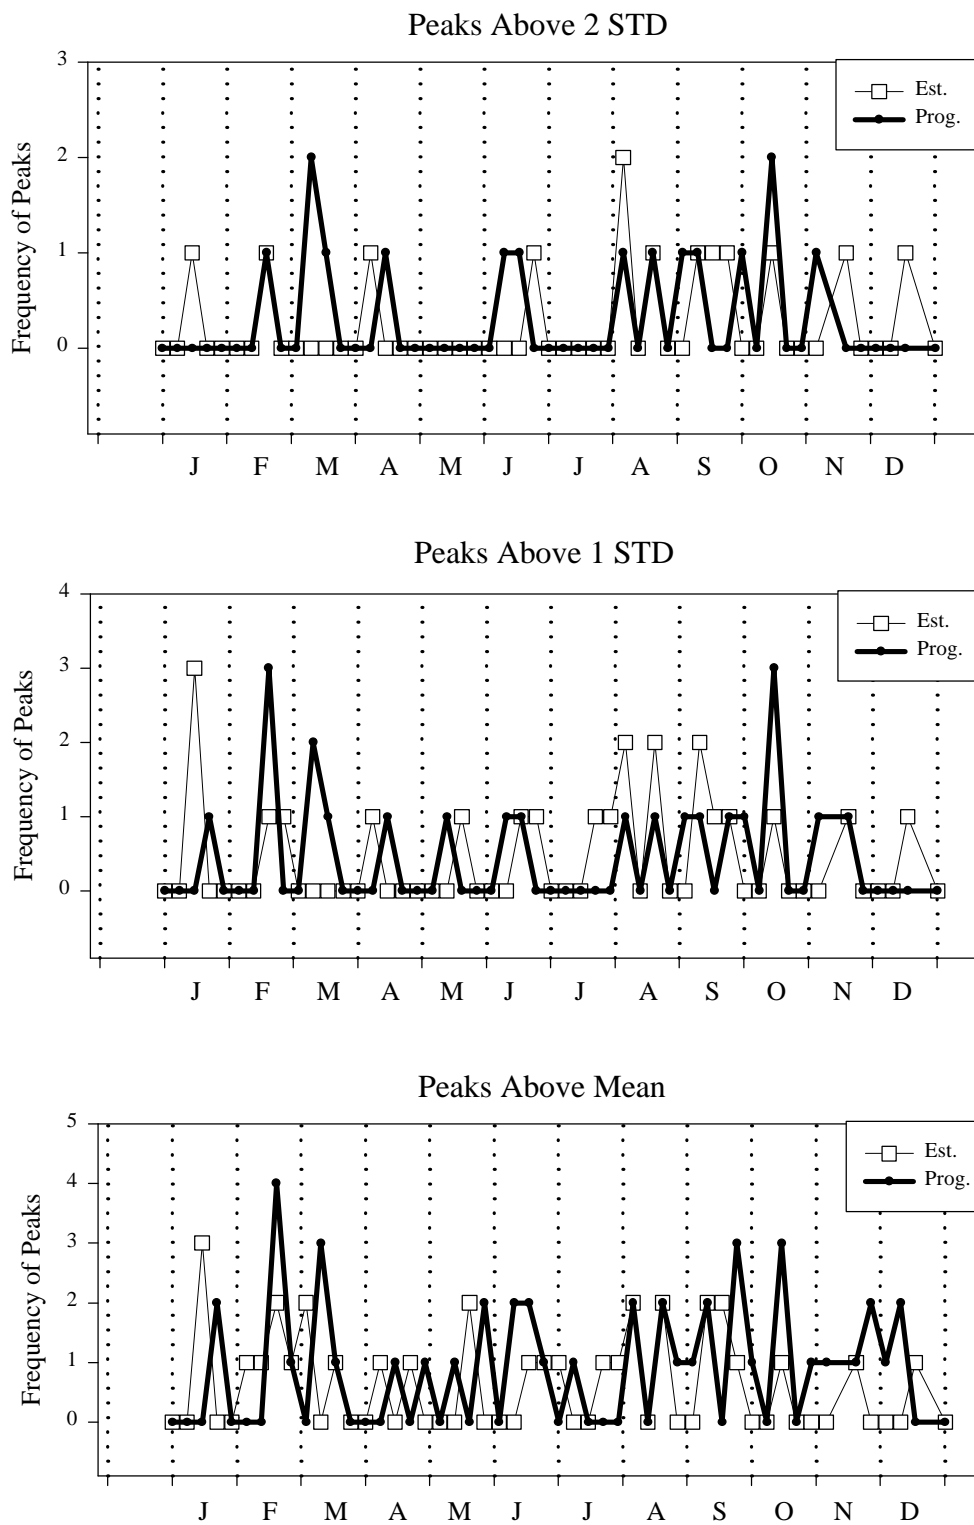 Peaks Above 2 STD
3
2
1
0
Frequency of Peaks
Est.
Prog.
J F M A M J J A S O N D
Peaks Above 1 STD
4
3
2
1
0
Frequency of Peaks
Est.
Prog.
J F M A M J J A S O N D
Peaks Above Mean
5
4
3
2
1
0
Frequency of Peaks
Est.
Prog.
J F M A M J J A S O N D